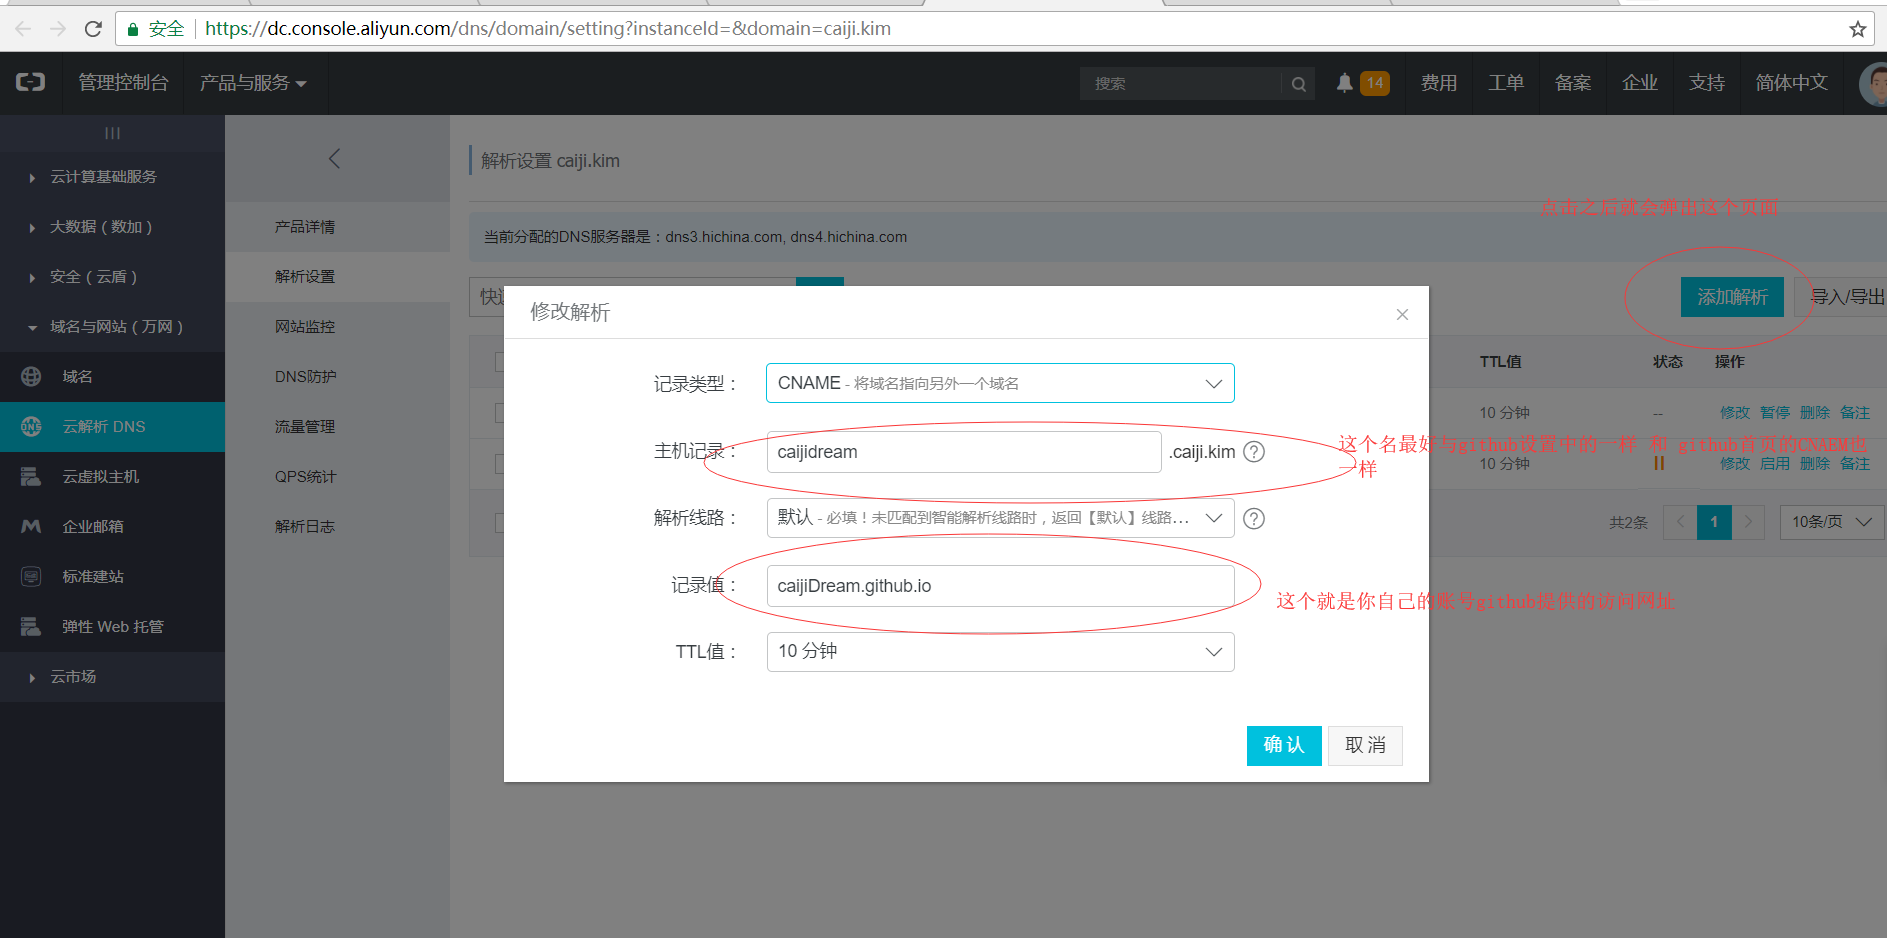 安全 https://dc.console.aliyun.com/dns/domain/setting?instanceId=&domain=caiji.kim
管理控制台 产品与服务 搜索 14 费用 工单 备案 企业 支持 简体中文
云计算基础服务
大数据（数加）
安全（云盾）
域名与网站（万网）
域名
DNS 云解析 DNS
云虚拟主机
企业邮箱
标准建站
弹性 Web 托管
云市场
产品详情
解析设置
网站监控
DNS防护
流量管理
QPS统计
解析日志
解析设置 caiji.kim
点击之后就会弹出这个页面
当前分配的DNS服务器是：dns3.hichina.com, dns4.hichina.com
添加解析 导入/导出
TTL值 状态 操作
10 分钟 -- 修改 暂停 删除 备注
10 分钟 修改 启用 删除 备注
共2条 1 10条/页
修改解析
记录类型： CNAME - 将域名指向另外一个域名
主机记录： caijidream .caiji.kim ?
这个名最好与github设置中的一样 和 github首页的CNAEM也
一样
解析线路： 默认 - 必填！未匹配到智能解析线路时，返回【默认】线路... ?
记录值： caijiDream.github.io
这个就是你自己的账号github提供的访问网址
TTL值： 10 分钟
确认 取消